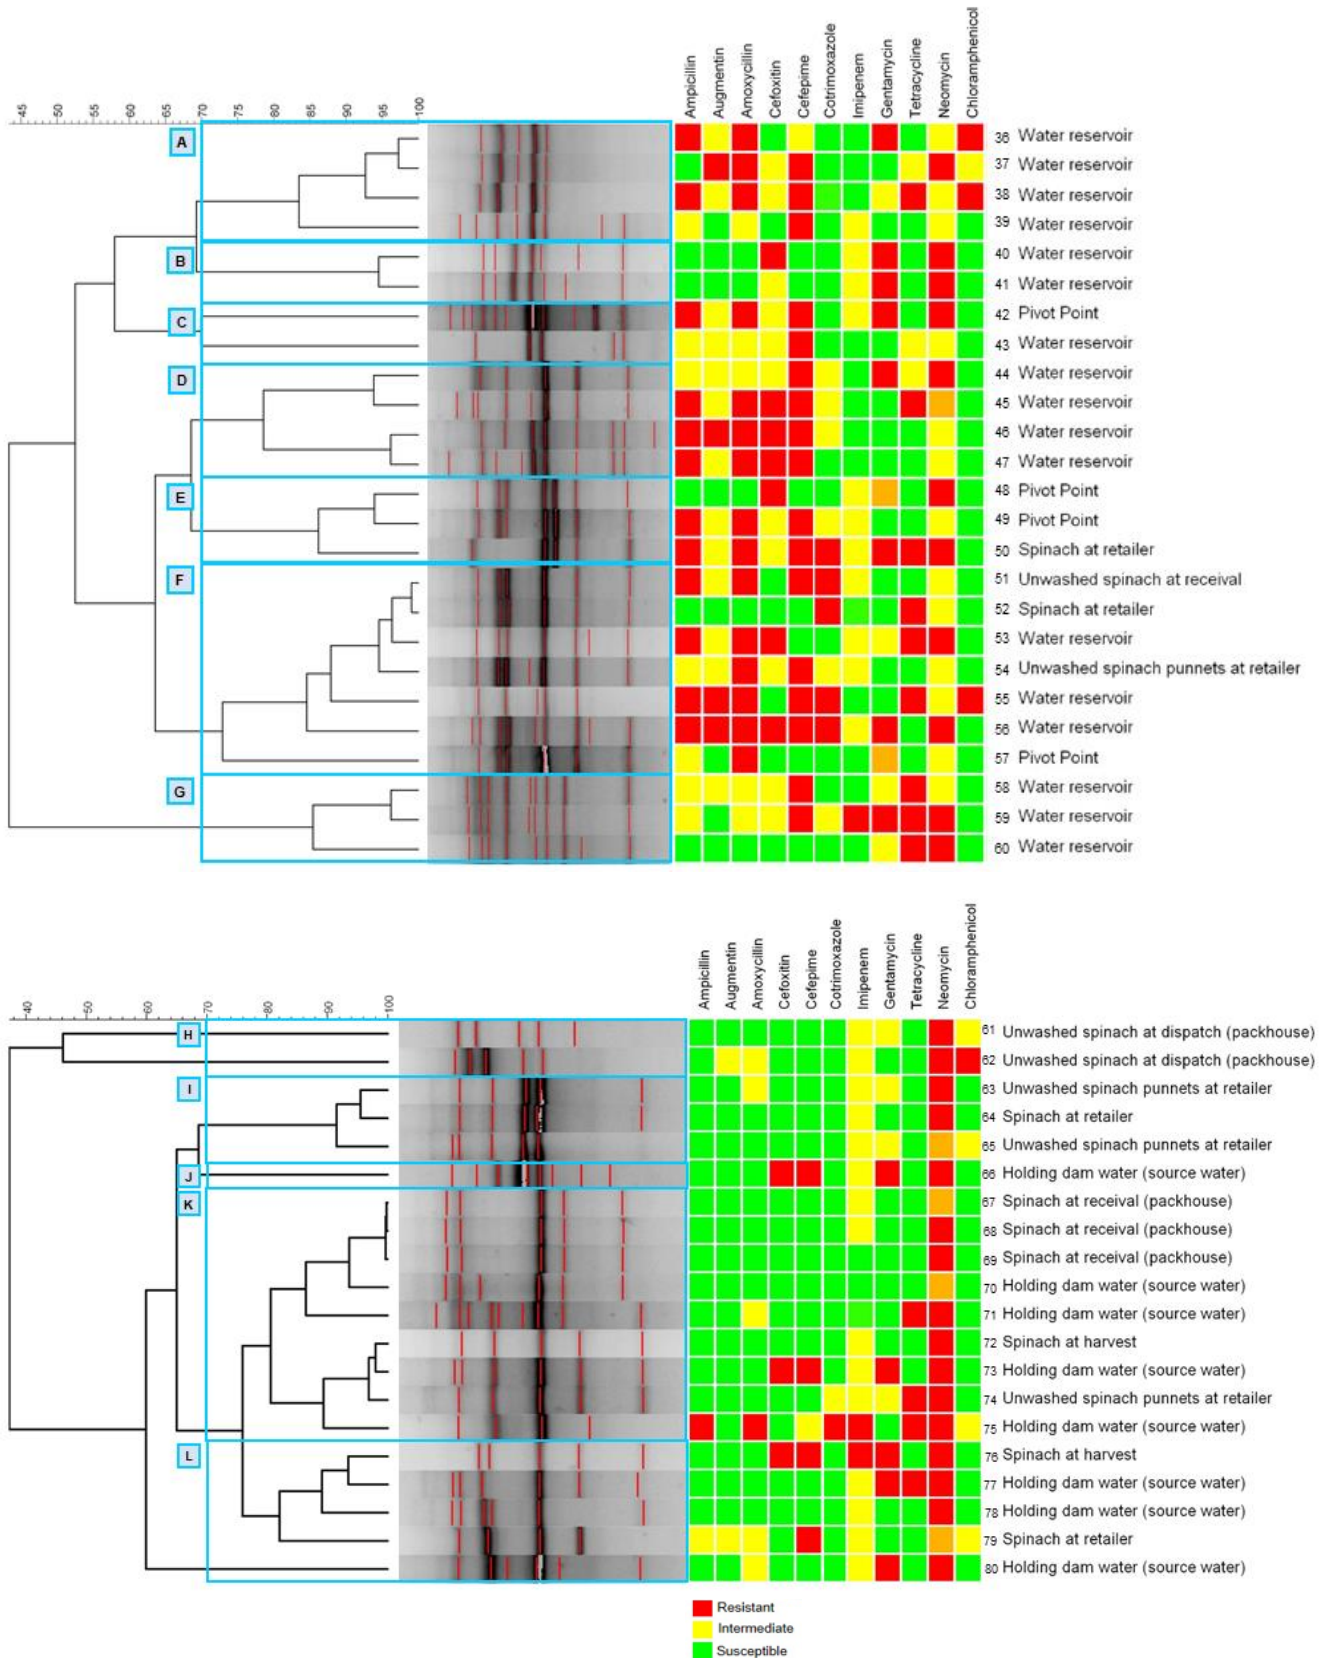 Ampicillin
Augmentin
Amoxycillin
Cefoxitin
Cefepime
Cotrimoxazole
Imipenem
Gentamycin
Tetracycline
Neomycin
Chloramphenicol
45 50 55 60 65 70 75 80 85 90 95 100
A
36 Water reservoir
37 Water reservoir
38 Water reservoir
39 Water reservoir
B
40 Water reservoir
41 Water reservoir
C
42 Pivot Point
43 Water reservoir
D
44 Water reservoir
45 Water reservoir
46 Water reservoir
47 Water reservoir
E
48 Pivot Point
49 Pivot Point
50 Spinach at retailer
F
51 Unwashed spinach at receival
52 Spinach at retailer
53 Water reservoir
54 Unwashed spinach punnets at retailer
55 Water reservoir
56 Water reservoir
57 Pivot Point
G
58 Water reservoir
59 Water reservoir
60 Water reservoir
Ampicillin
Augmentin
Amoxycillin
Cefoxitin
Cefepime
Cotrimoxazole
Imipenem
Gentamycin
Tetracycline
Neomycin
Chloramphenicol
40 50 60 70 80 90 100
H
61 Unwashed spinach at dispatch (packhouse)
62 Unwashed spinach at dispatch (packhouse)
I
63 Unwashed spinach punnets at retailer
64 Spinach at retailer
65 Unwashed spinach punnets at retailer
J
66 Holding dam water (source water)
K
67 Spinach at receival (packhouse)
68 Spinach at receival (packhouse)
69 Spinach at receival (packhouse)
70 Holding dam water (source water)
71 Holding dam water (source water)
72 Spinach at harvest
73 Holding dam water (source water)
74 Unwashed spinach punnets at retailer
75 Holding dam water (source water)
L
76 Spinach at harvest
77 Holding dam water (source water)
78 Holding dam water (source water)
79 Spinach at retailer
80 Holding dam water (source water)
Resistant
Intermediate
Susceptible